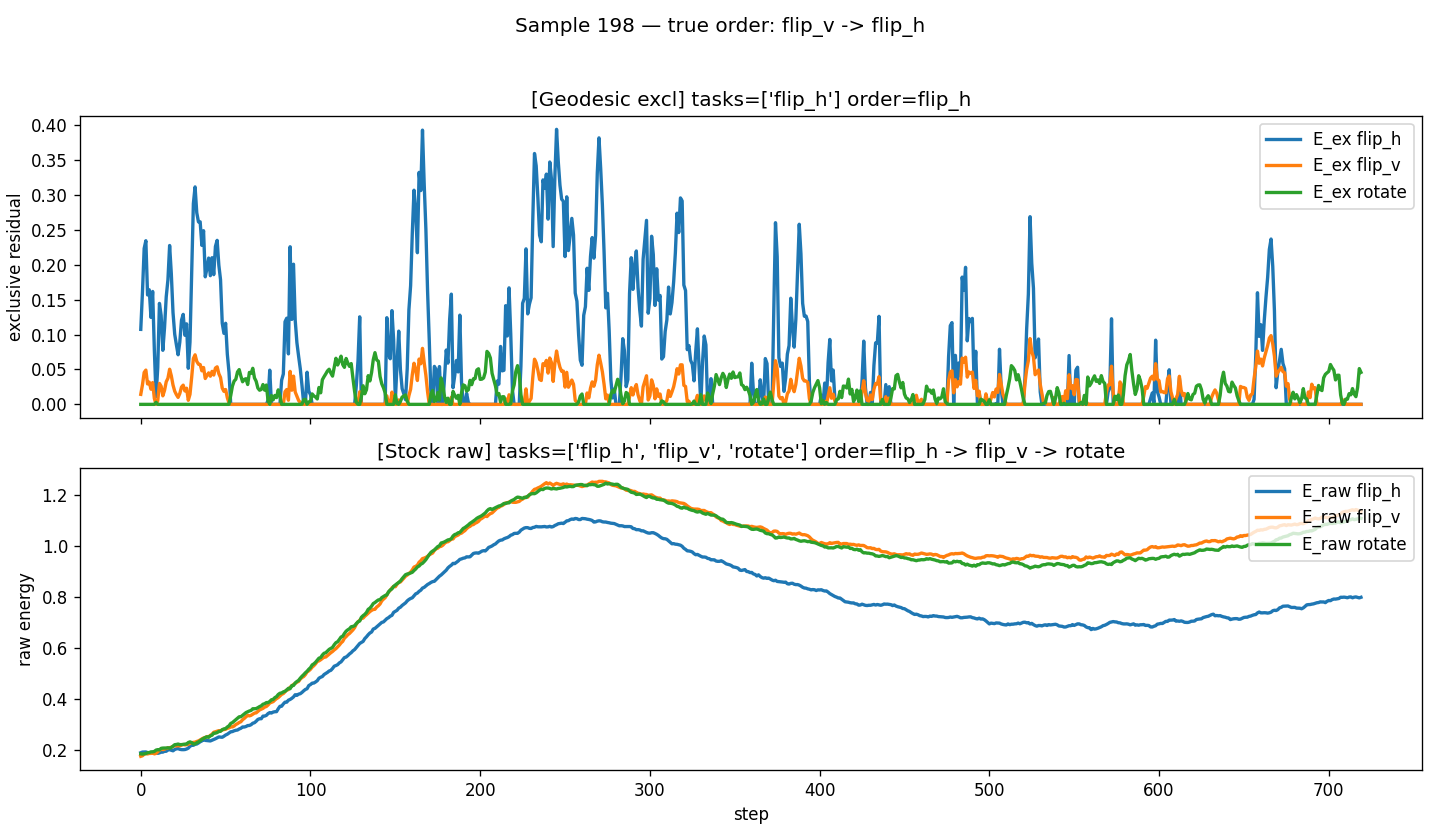 Sample 198 — true order: flip_v -> flip_h
[Geodesic excl] tasks=['flip_h'] order=flip_h
exclusive residual
0.40
0.35
0.30
0.25
0.20
0.15
0.10
0.05
0.00
E_ex flip_h
E_ex flip_v
E_ex rotate
[Stock raw] tasks=['flip_h', 'flip_v', 'rotate'] order=flip_h -> flip_v -> rotate
raw energy
1.2
1.0
0.8
0.6
0.4
0.2
E_raw flip_h
E_raw flip_v
E_raw rotate
0 100 200 300 400 500 600 700
step